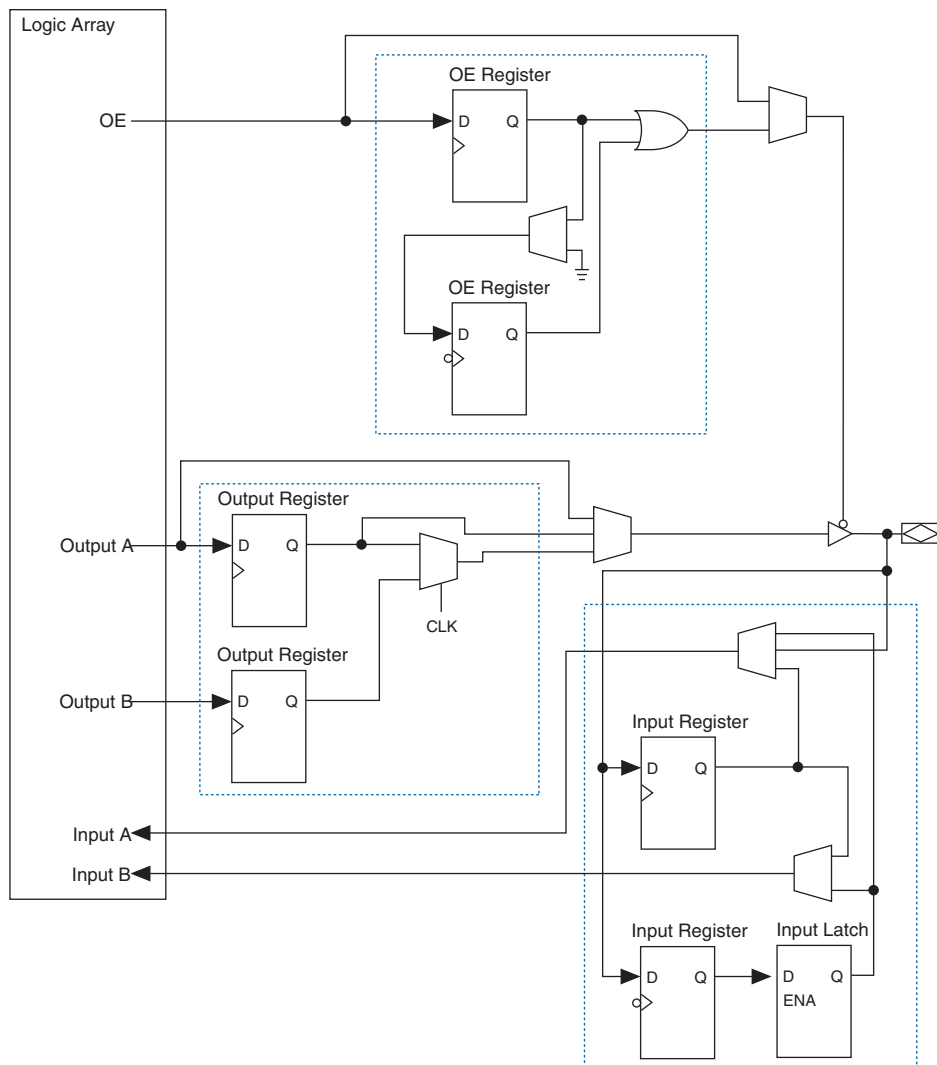 Logic Array
OE Register
OE
D Q
OE Register
D Q
Output Register
Output A
D Q
CLK
Output Register
Output B
D Q
Input Register
D Q
Input A
Input B
Input Register
Input Latch
D Q
D Q
ENA